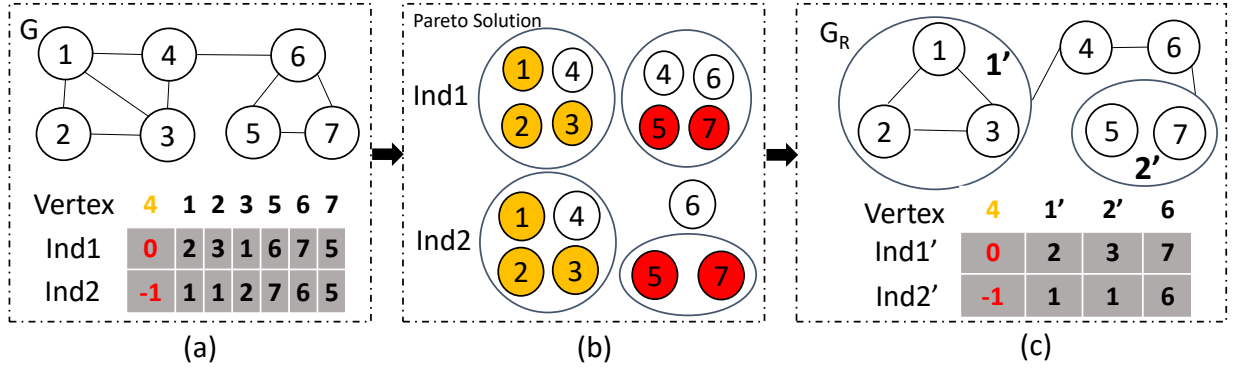 G
1 4 6
2 3 5 7
Vertex 4 1 2 3 5 6 7
Ind1 0 2 3 1 6 7 5
Ind2 -1 1 1 2 7 6 5
(a)
Pareto Solution
Ind1
1 4
2 3
4 6
5 7
Ind2
1 4
2 3
6
5 7
(b)
GR
1 1’ 4 6
2 3 5 7
2’
Vertex 4 1’ 2’ 6
Ind1’ 0 2 3 7
Ind2’ -1 1 1 6
(c)